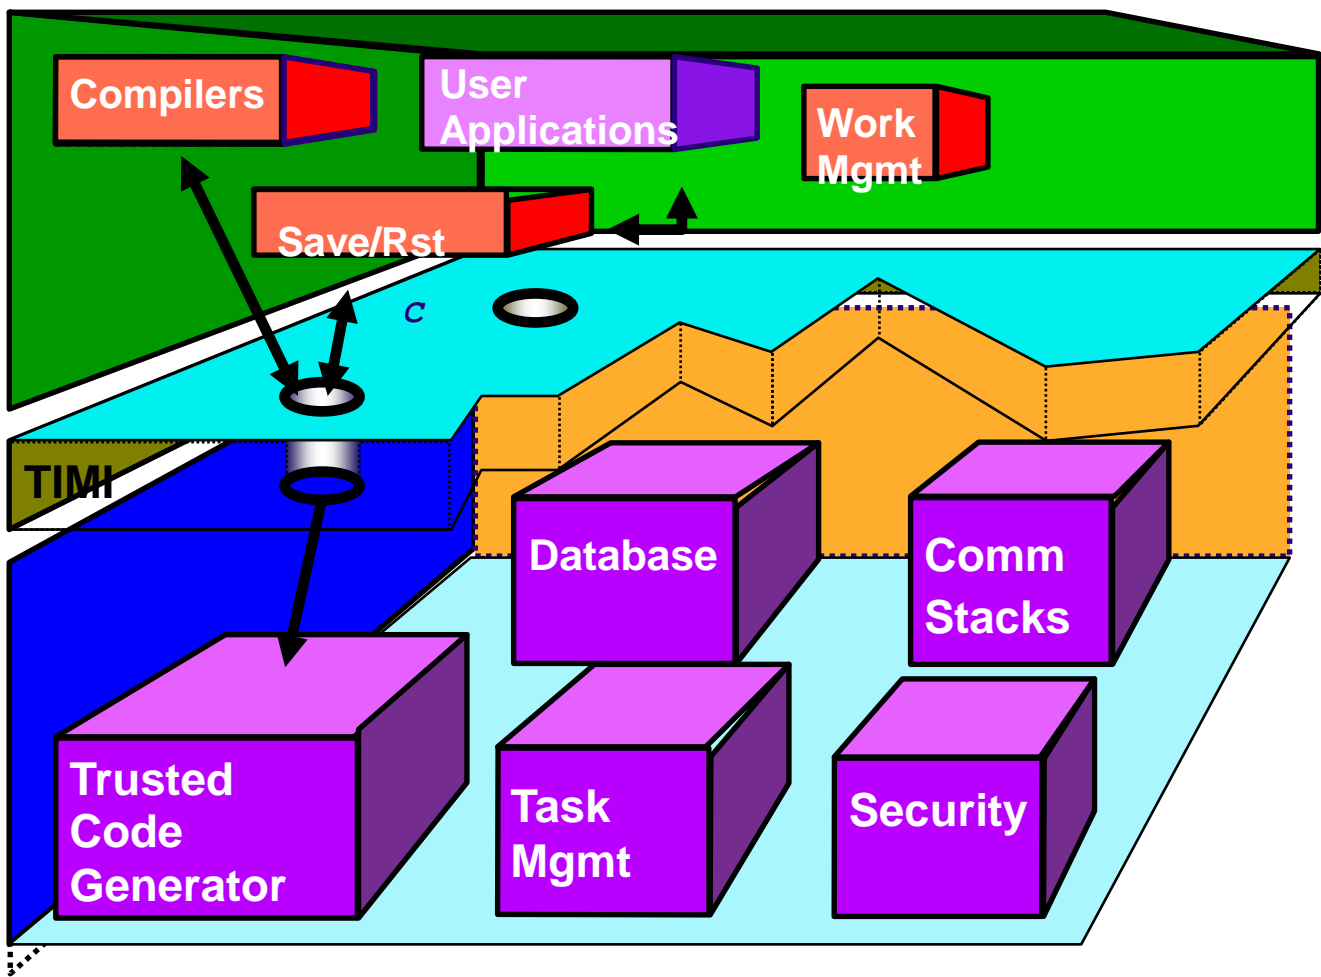 Compilers
User
Applications
Work
Mgmt
Save/Rst
C
TIMI
Database
Comm
Stacks
Trusted
Code
Generator
Task
Mgmt
Security